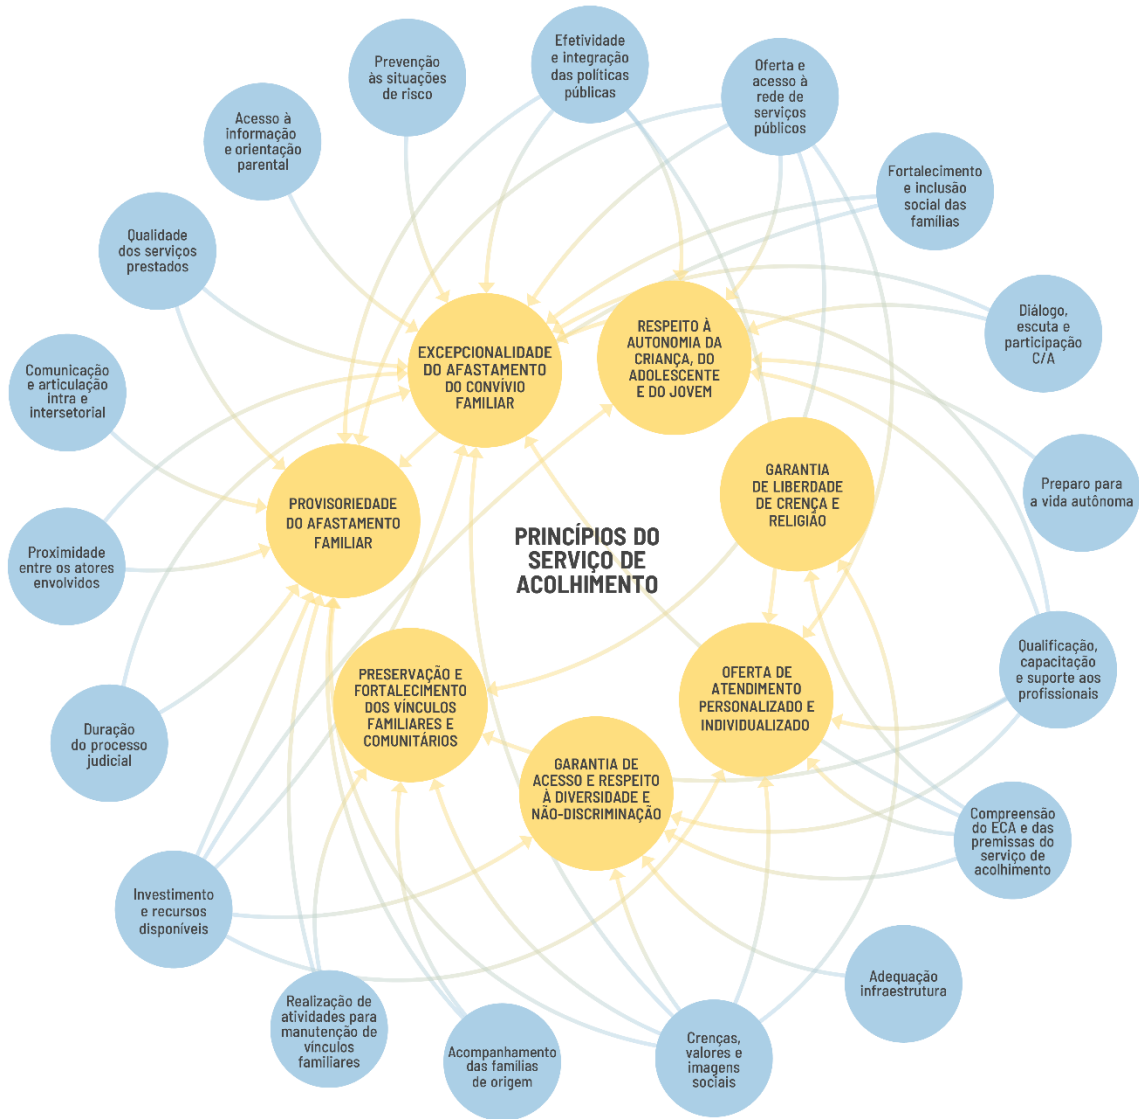 Efetividade
e integração
das políticas
públicas
Prevenção
às situações
de risco
Oferta e
acesso à
rede de
serviços
públicos
Acesso à
informação
e orientação
parental
Fortalecimento
e inclusão
social das
famílias
Qualidade
dos serviços
prestados
Diálogo,
escuta e
participação
C/A
EXCEPCIONALIDADE
DO AFASTAMENTO
DO CONVÍVIO
FAMILIAR
RESPEITO À
AUTONOMIA DA
CRIANÇA, DO
ADOLESCENTE
E DO JOVEM
Comunicação
e articulação
intra e
intersetorial
GARANTIA
DE LIBERDADE
DE CRENÇA E
RELIGIÃO
Preparo para
a vida autônoma
PROVISORIEDADE
DO AFASTAMENTO
FAMILIAR
PRINCÍPIOS DO
SERVIÇO DE
ACOLHIMENTO
Proximidade
entre os atores
envolvidos
Qualificação,
capacitação
e suporte aos
profissionais
PRESERVAÇÃO E
FORTALECIMENTO
DOS VÍNCULOS
FAMILIARES E
COMUNITÁRIOS
OFERTA DE
ATENDIMENTO
PERSONALIZADO E
INDIVIDUALIZADO
Duração
do processo
judicial
GARANTIA DE
ACESSO E RESPEITO
À DIVERSIDADE E
NÃO-DISCRIMINAÇÃO
Compreensão
do ECA e das
premissas do
serviço de
acolhimento
Investimento
e recursos
disponíveis
Adequação
infraestrutura
Realização de
atividades para
manutenção de
vínculos
familiares
Acompanhamento
das famílias
de origem
Crenças,
valores e
imagens
sociais